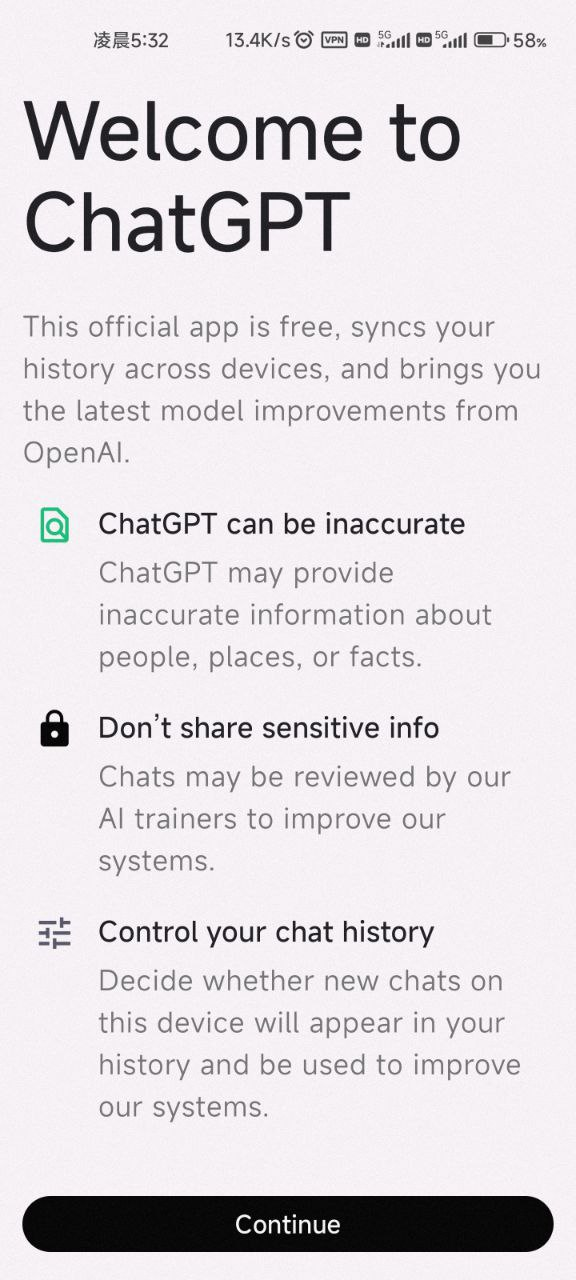 凌晨5:32 13.4K/s VPN HD 5G HD 5G 58%
Welcome to
ChatGPT
This official app is free, syncs your
history across devices, and brings you
the latest model improvements from
OpenAI.
ChatGPT can be inaccurate
ChatGPT may provide
inaccurate information about
people, places, or facts.
Don’t share sensitive info
Chats may be reviewed by our
AI trainers to improve our
systems.
Control your chat history
Decide whether new chats on
this device will appear in your
history and be used to improve
our systems.
Continue